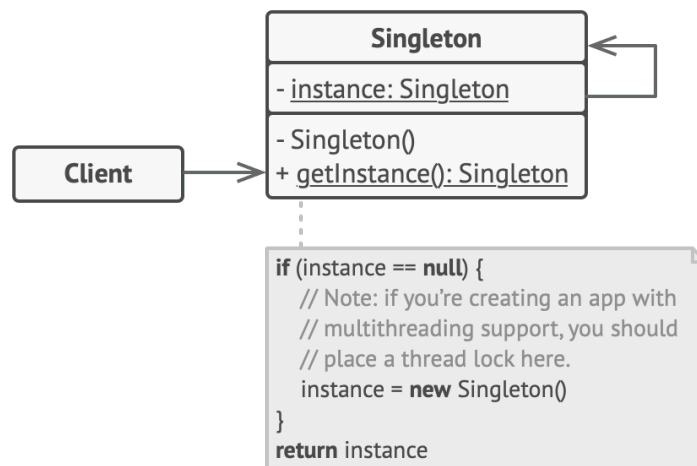 Singleton
- instance: Singleton
- Singleton()
+ getInstance(): Singleton
Client
if (instance == null) {
// Note: if you’re creating an app with
// multithreading support, you should
// place a thread lock here.
instance = new Singleton()
}
return instance